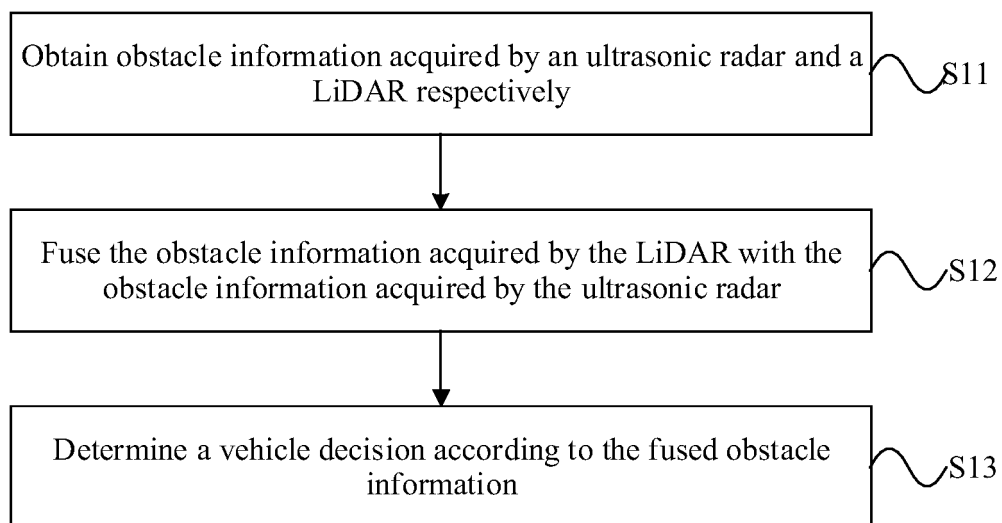 Obtain obstacle information acquired by an ultrasonic radar and a
LiDAR respectively
S11
Fuse the obstacle information acquired by the LiDAR with the
obstacle information acquired by the ultrasonic radar
S12
Determine a vehicle decision according to the fused obstacle
information
S13